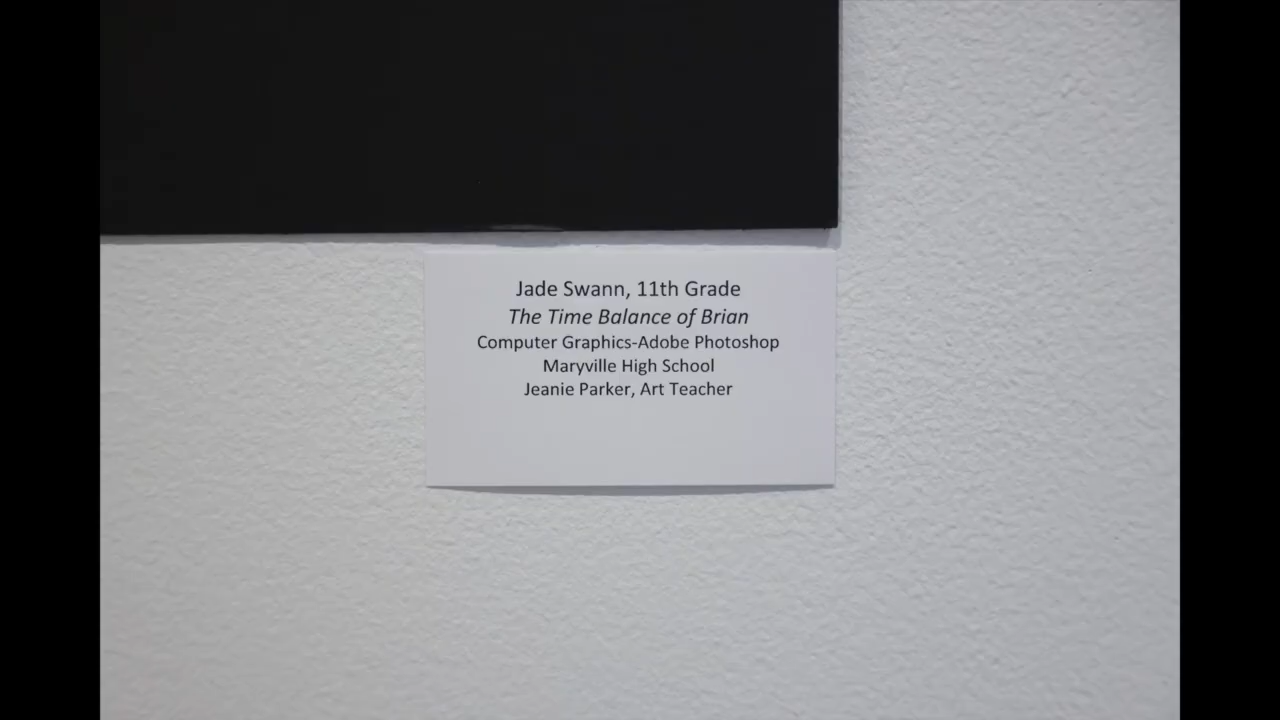 Jade Swann, 11th Grade
The Time Balance of Brian
Computer Graphics-Adobe Photoshop
Maryville High School
Jeanie Parker, Art Teacher